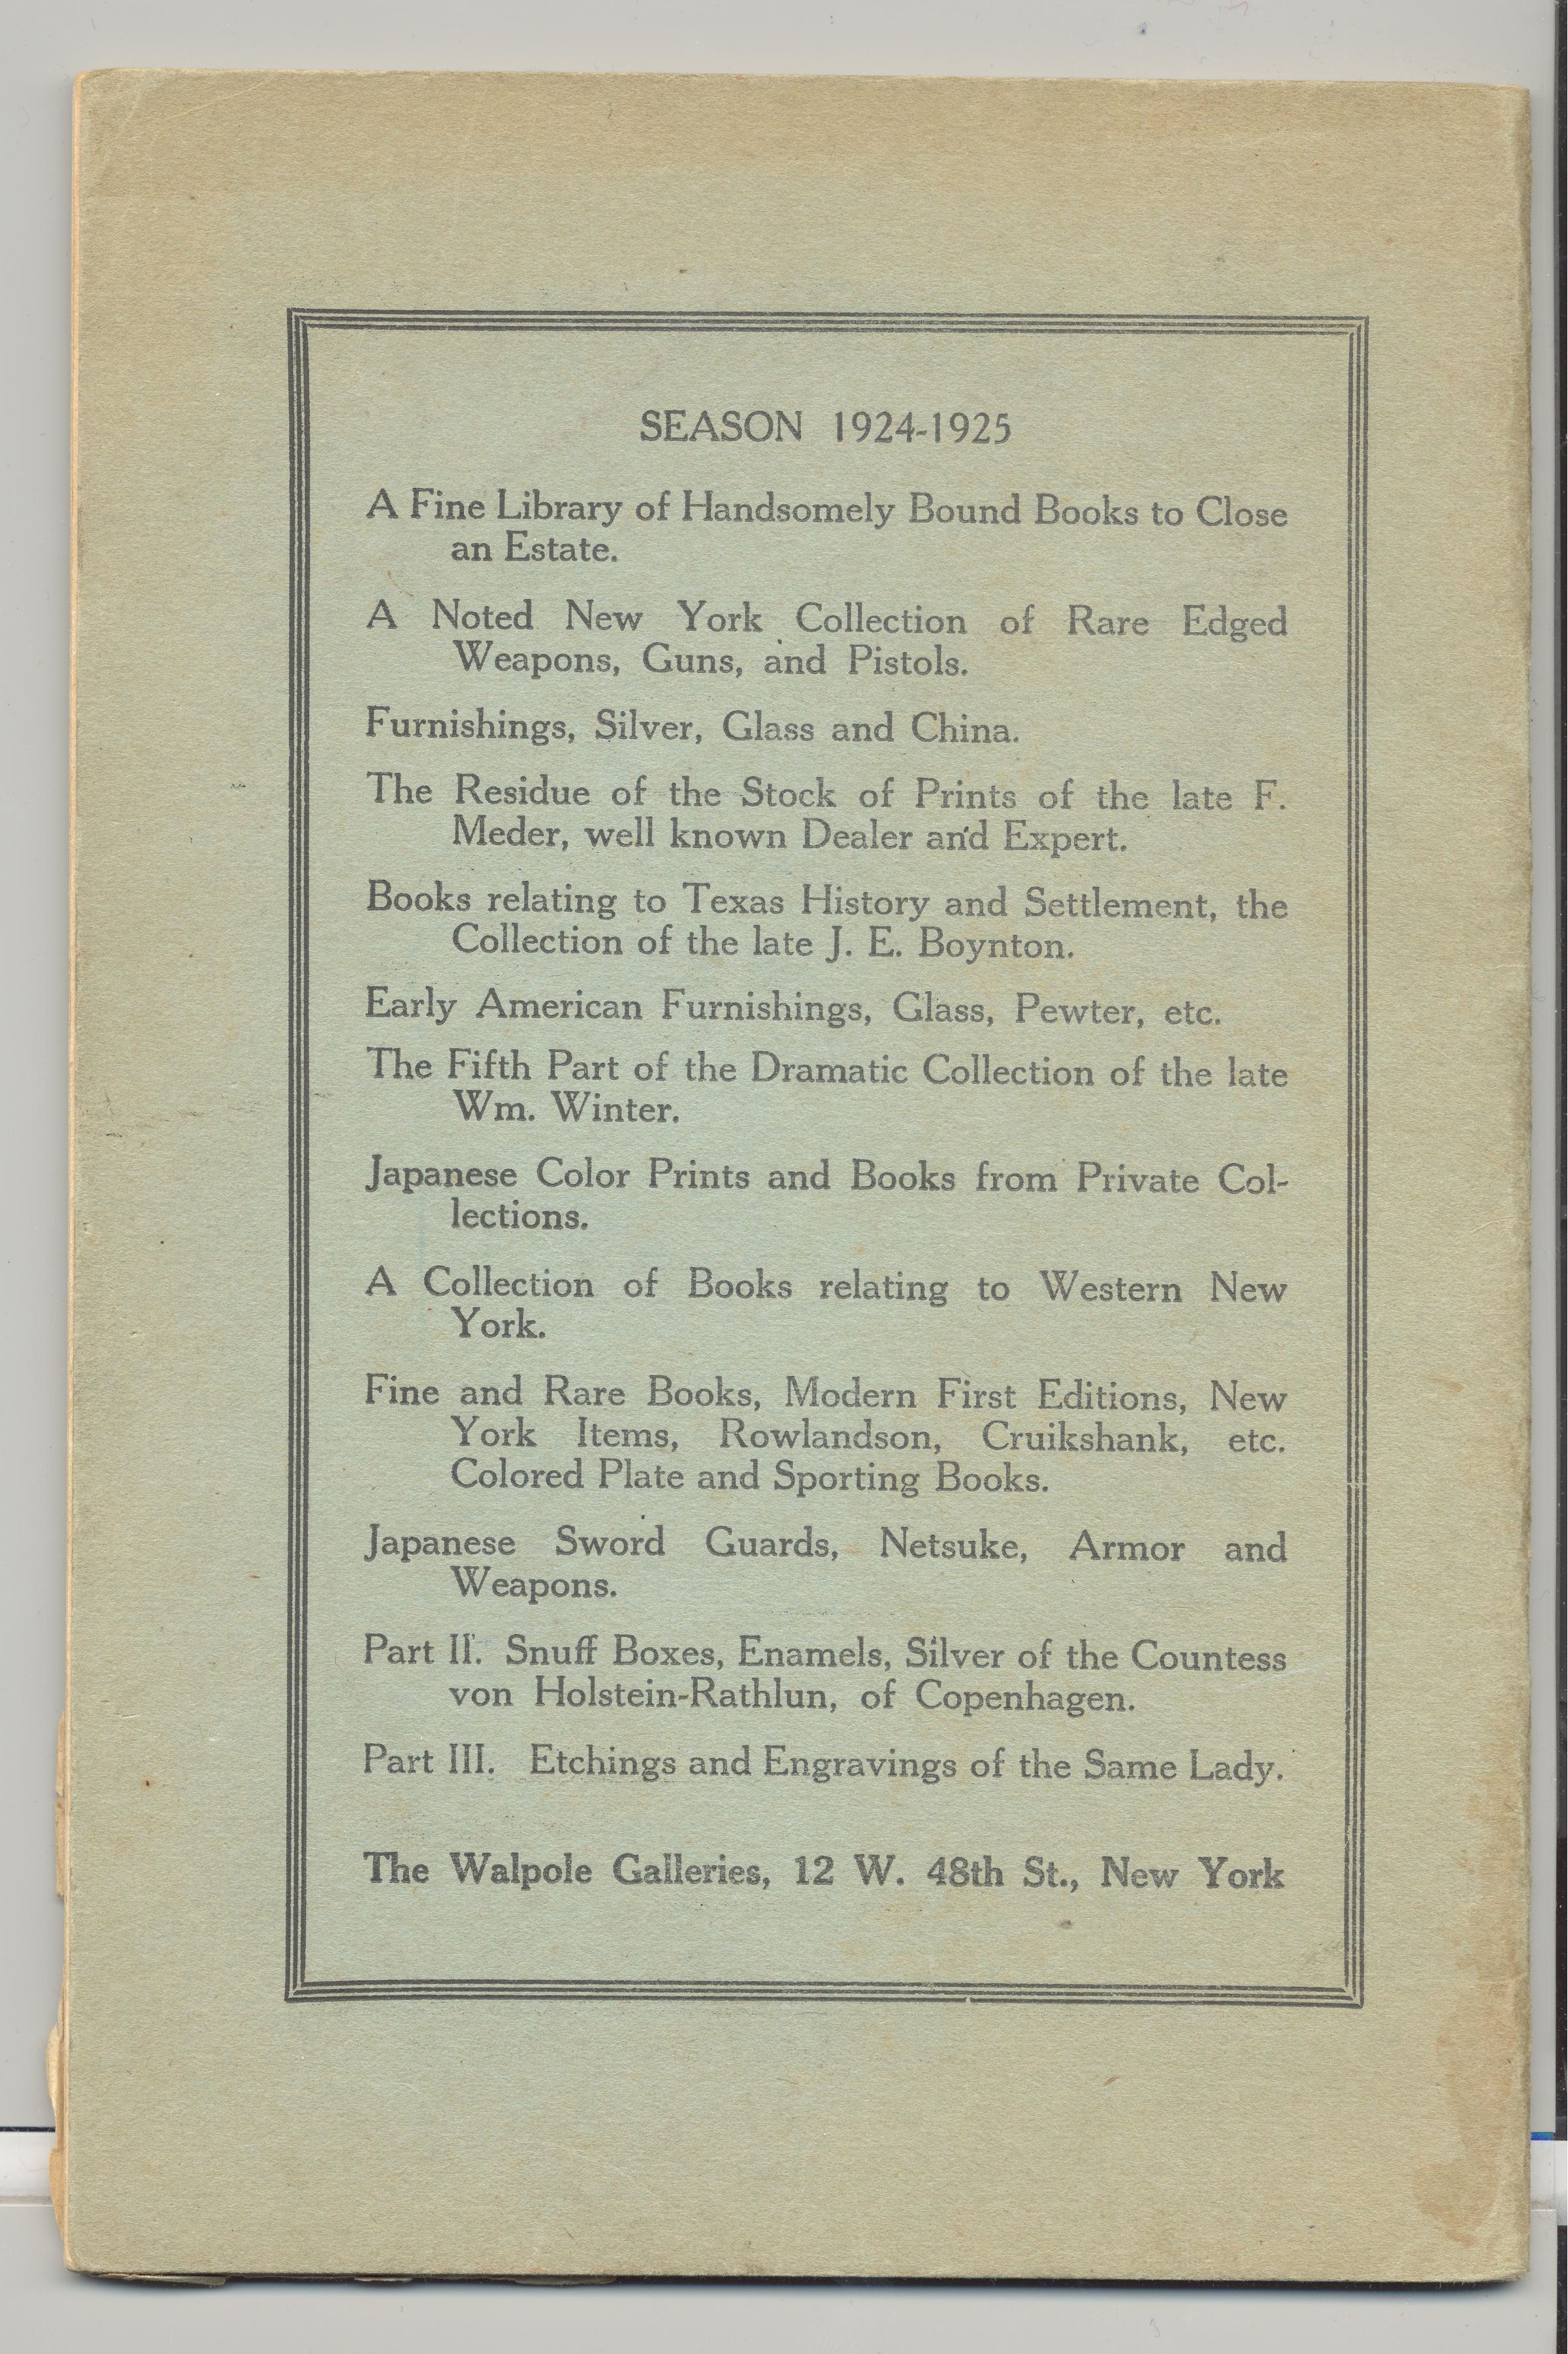 SEASON 1924-1925
A Fine Library of Handsomely Bound Books to Close
an Estate.
A Noted New York Collection of Rare Edged
Weapons, Guns, and Pistols.
Furnishings, Silver, Glass and China.
The Residue of the Stock of Prints of the late F.
Meder, well known Dealer and Expert.
Books relating to Texas History and Settlement, the
Collection of the late J. E. Boynton.
Early American Furnishings, Glass, Pewter, etc.
The Fifth Part of the Dramatic Collection of the late
Wm. Winter.
Japanese Color Prints and Books from Private Col-
lections.
A Collection of Books relating to Western New
York.
Fine and Rare Books, Modern First Editions, New
York Items, Rowlandson, Cruikshank, etc.
Colored Plate and Sporting Books.
Japanese Sword Guards, Netsuke, Armor and
Weapons.
Part II. Snuff Boxes, Enamels, Silver of the Countess
von Holstein-Rathlun, of Copenhagen.
Part III. Etchings and Engravings of the Same Lady.
The Walpole Galleries, 12 W. 48th St., New York